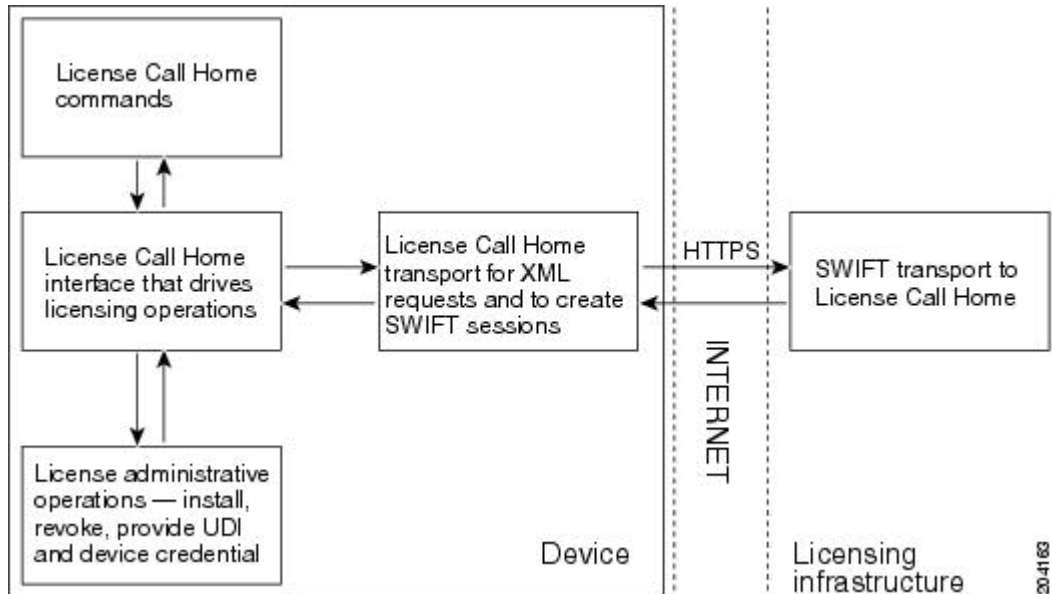 License Call Home
commands
License Call Home
interface that drives
licensing operations
License Call Home
transport for XML
requests and to create
SWIFT sessions
HTTPS
SWIFT transport to
License Call Home
INTERNET
License administrative
operations — install,
revoke, provide UDI
and device credential
Device
Licensing
infrastructure
204163